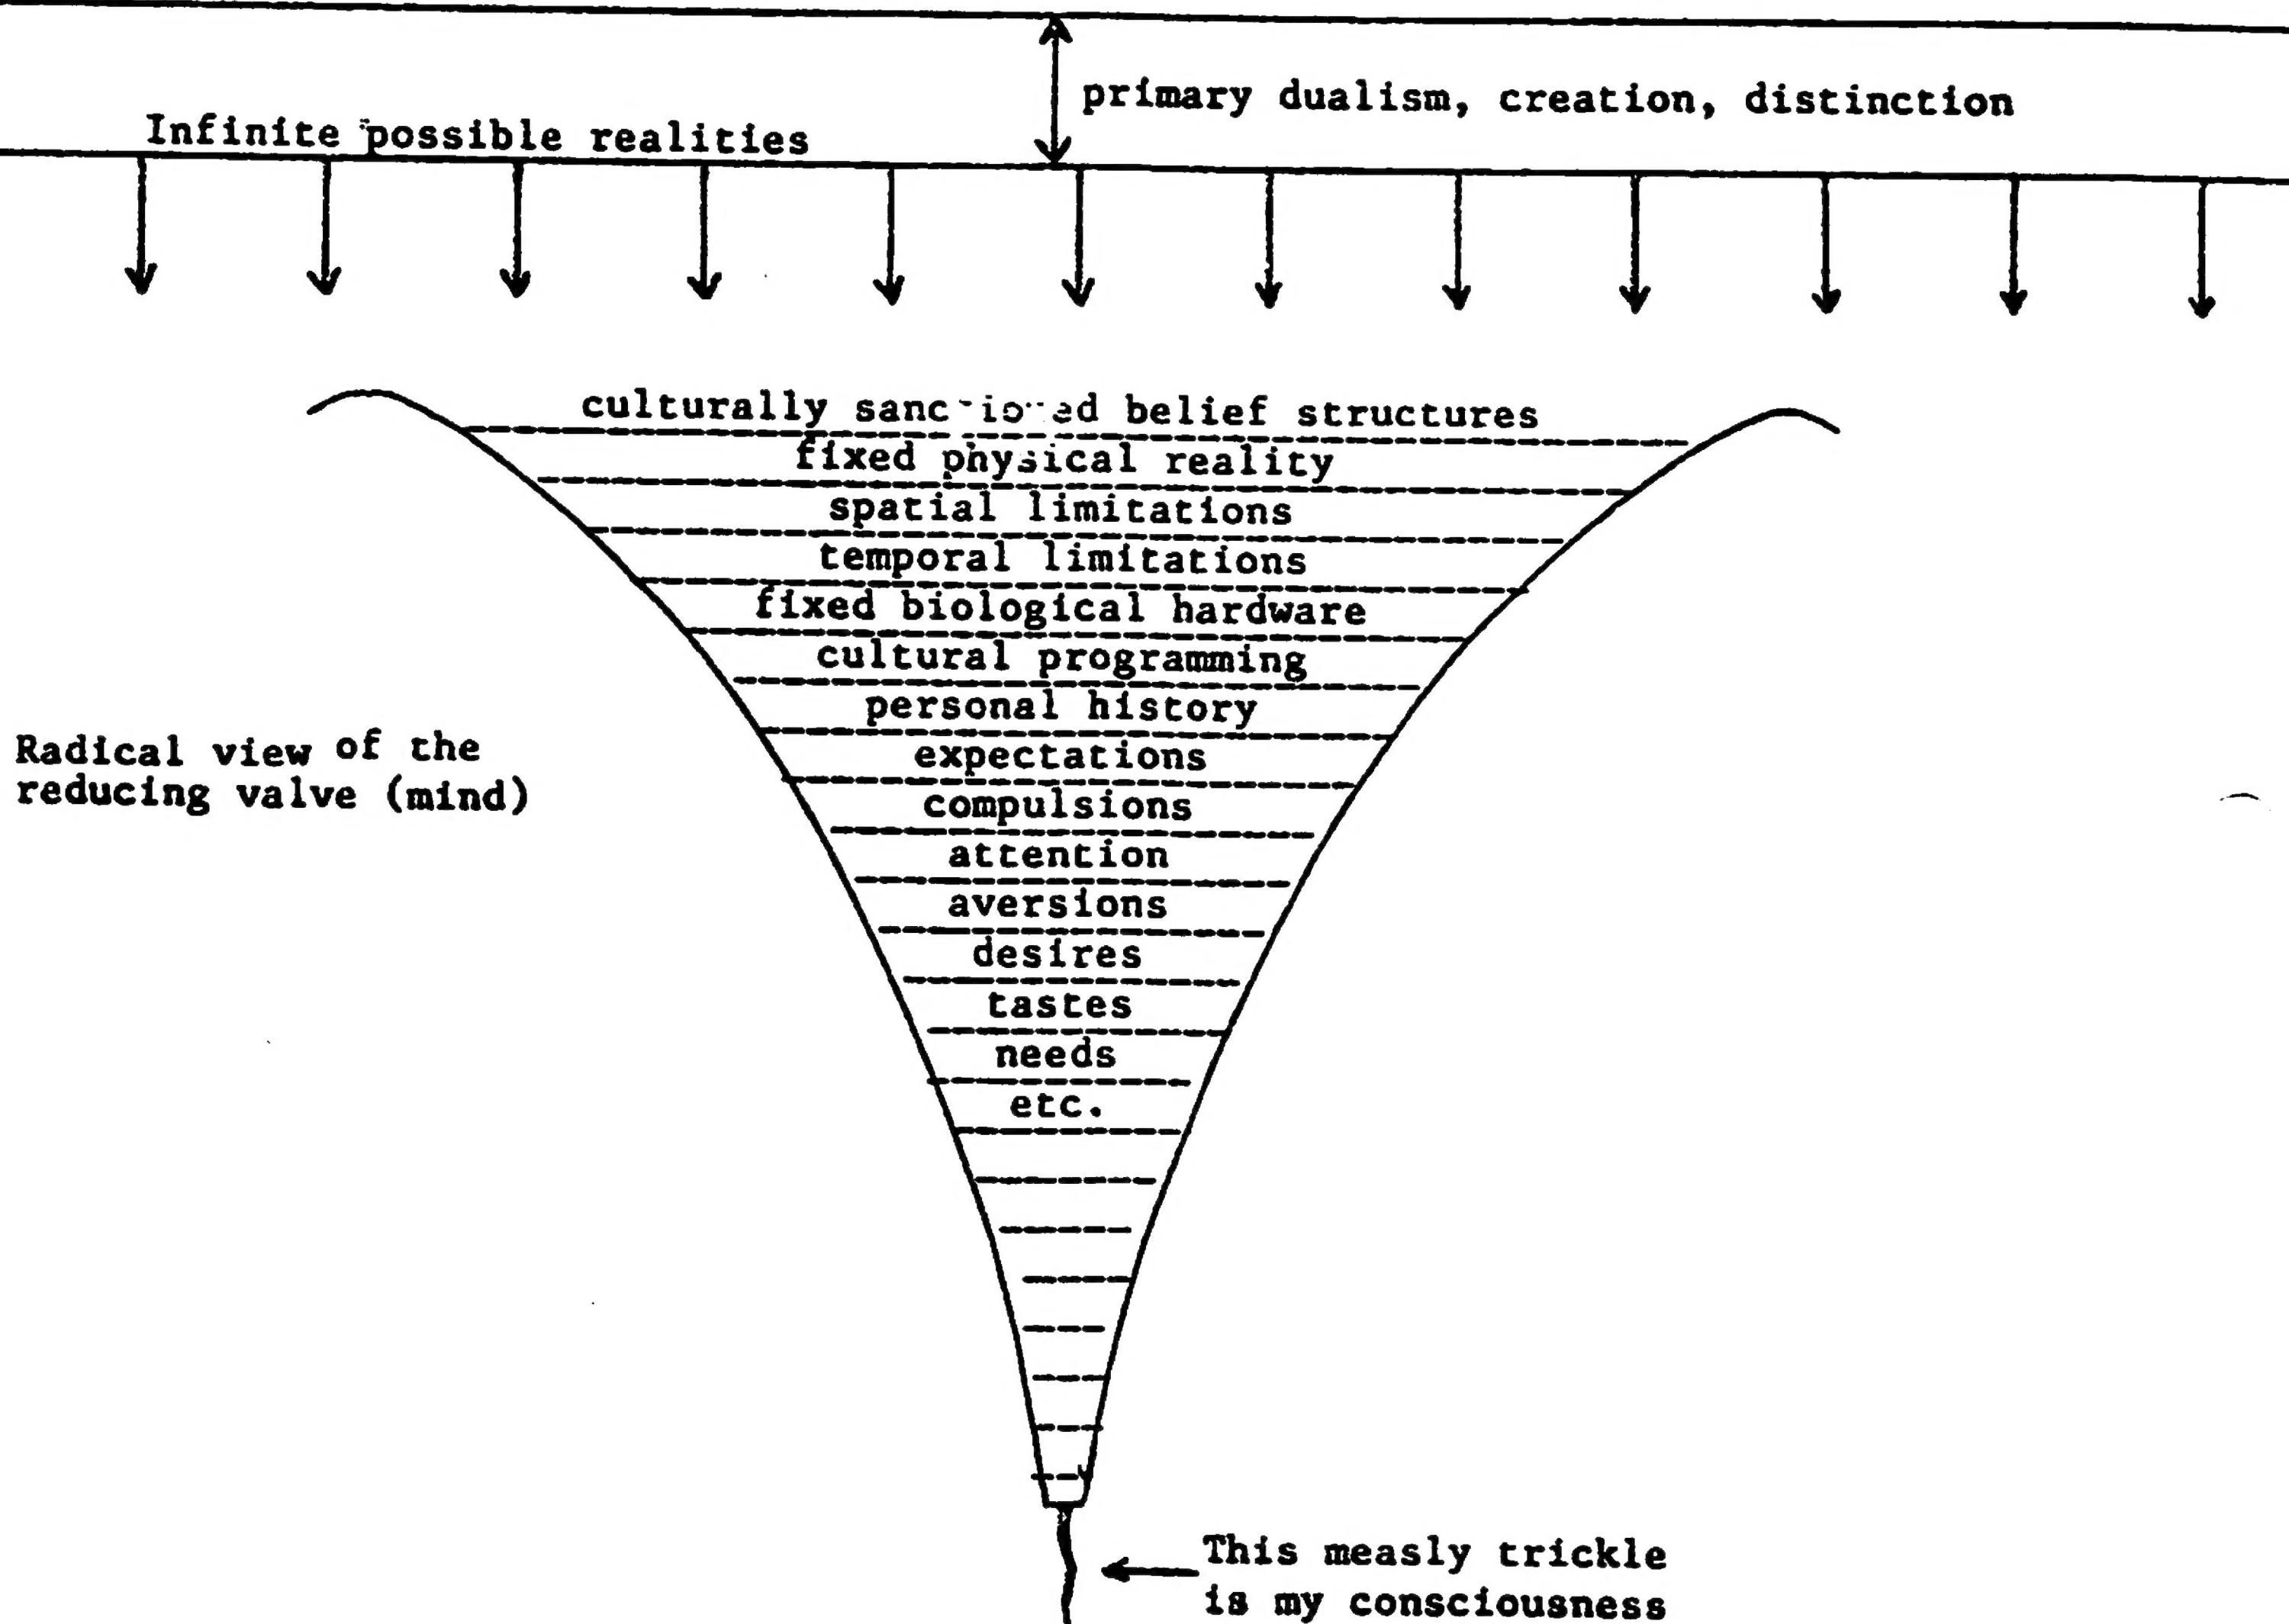 primary dualism, creation, distinction
Infinite possible realities
culturally sanctioned belief structures
fixed physical reality
spatial limitations
temporal limitations
fixed biological hardware
cultural programming
personal history
expectations
Radical view of the
reducing valve (mind)
compulsions
attention
aversions
desires
tastes
needs
etc.
This measly trickle
is my consciousness